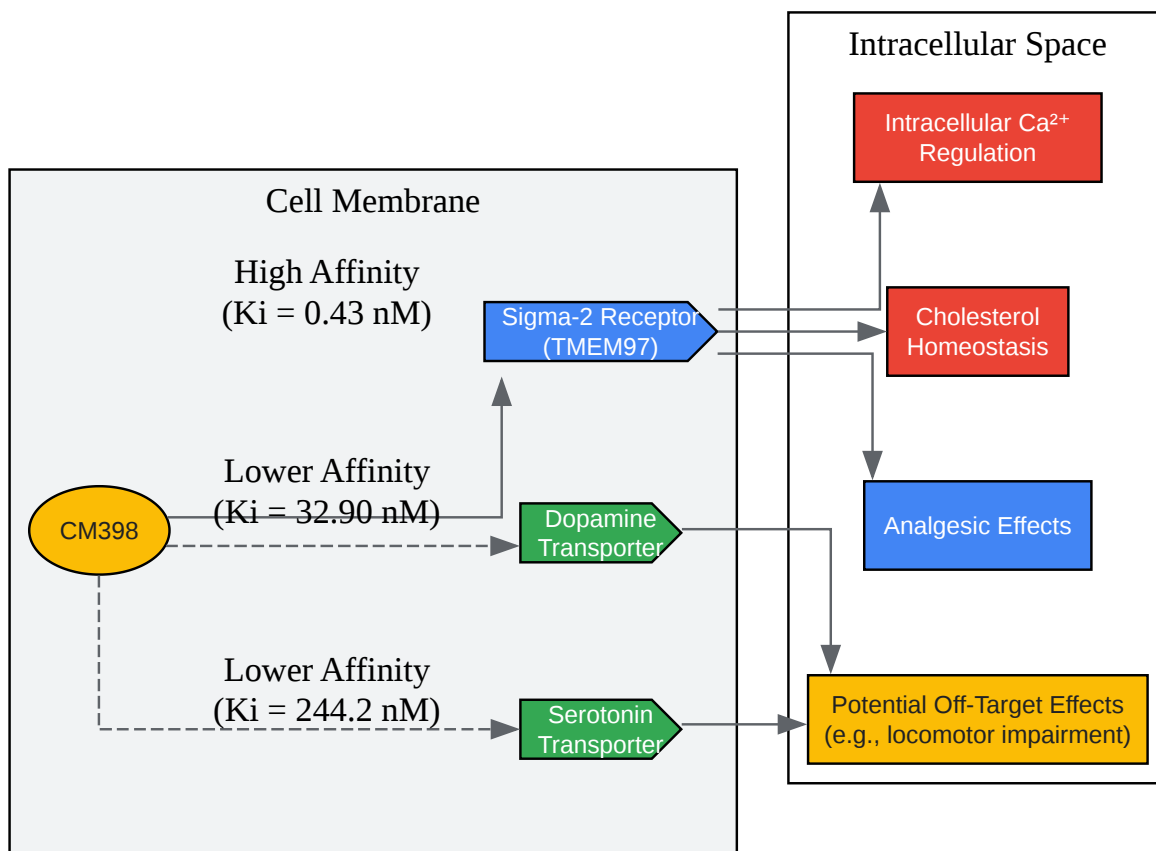 Intracellular Space
Intracellular Ca²⁺
Regulation
Cell Membrane
High Affinity
(Ki = 0.43 nM)
Sigma-2 Receptor
(TMEM97)
Cholesterol
Homeostasis
Lower Affinity
(Ki = 32.90 nM)
CM398
Dopamine
Transporter
Analgesic Effects
Lower Affinity
(Ki = 244.2 nM)
Serotonin
Transporter
Potential Off-Target Effects
(e.g., locomotor impairment)